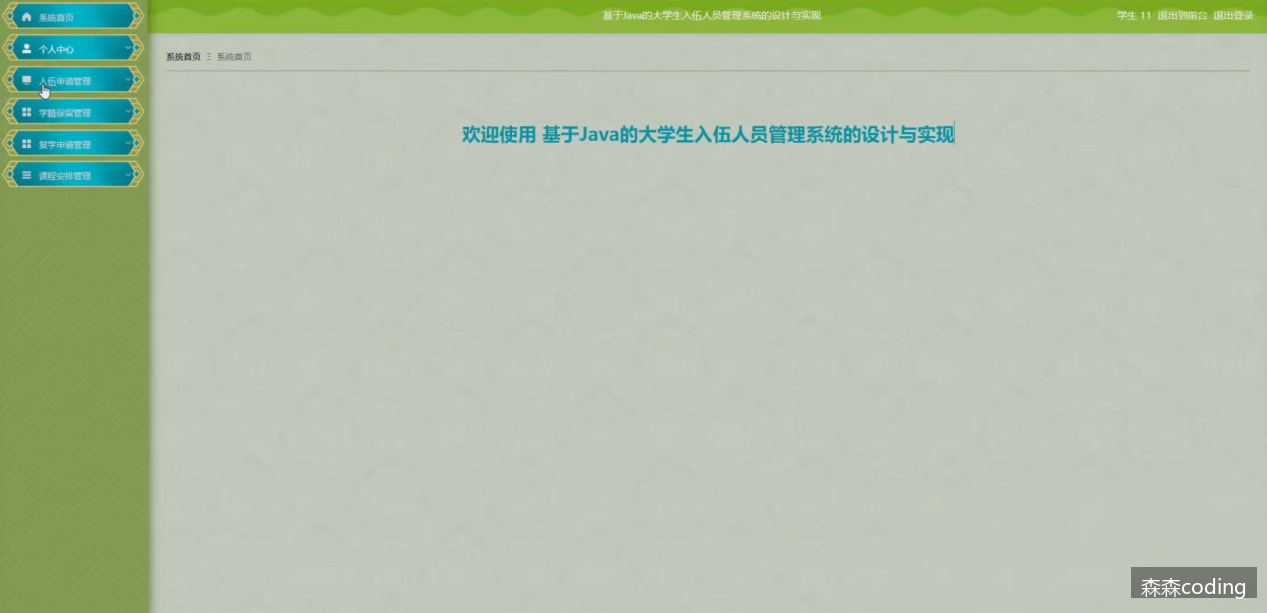 基于Java的大学生入伍人员管理系统的设计与实现
学生 11 退出到前台 退出登录
系统首页
个人中心
入伍申请管理
学籍保留管理
复学申请管理
课程安排管理
系统首页 Ξ 系统首页
欢迎使用 基于Java的大学生入伍人员管理系统的设计与实现
森森coding